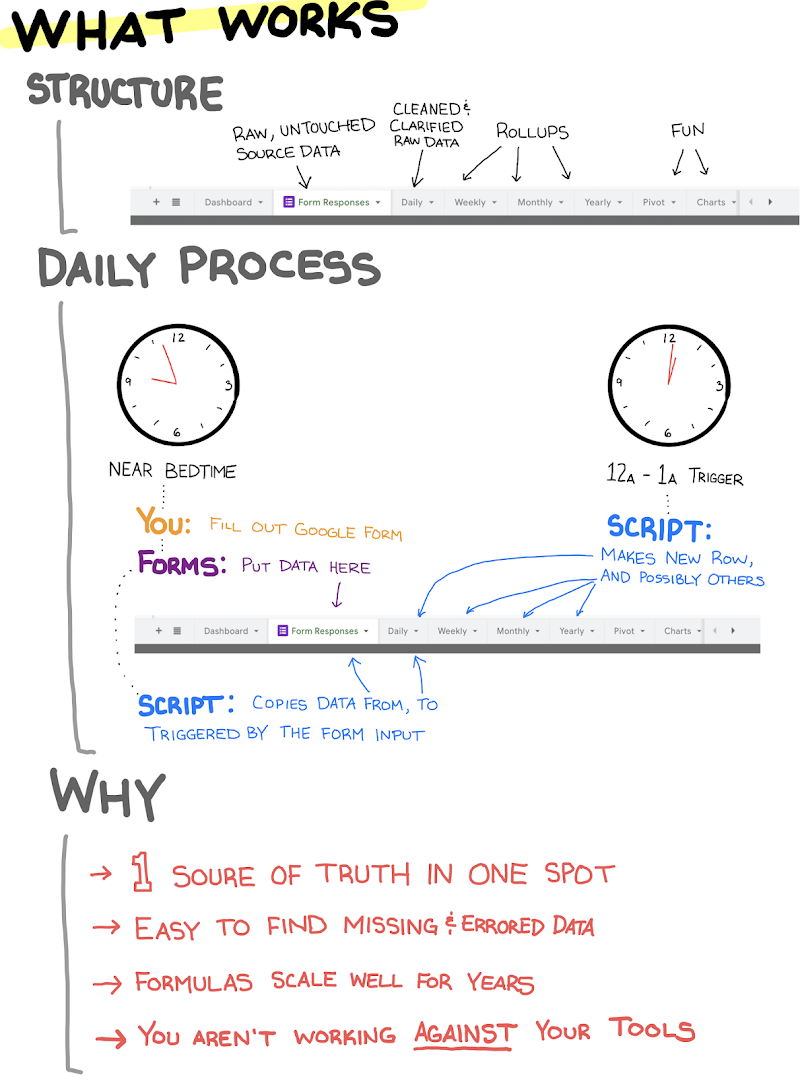 WHAT WORKS
STRUCTURE
RAW, UNTOUCHED
SOURCE DATA
CLEANED &
CLARIFIED
RAW DATA
ROLLUPS
FUN
+ Dashboard Form Responses Daily Weekly Monthly Yearly Pivot Charts
DAILY PROCESS
12
3
6
9
12
3
6
9
NEAR BEDTIME
12A - 1A TRIGGER
YOU: FILL OUT GOOGLE FORM
FORMS: PUT DATA HERE
SCRIPT:
MAKES NEW ROW,
AND POSSIBLY OTHERS
+ Dashboard Form Responses Daily Weekly Monthly Yearly Pivot Charts
SCRIPT: COPIES DATA FROM, TO
TRIGGERED BY THE FORM INPUT
WHY
→ 1 SOURE OF TRUTH IN ONE SPOT
→ EASY TO FIND MISSING & ERRORED DATA
→ FORMULAS SCALE WELL FOR YEARS
→ YOU AREN'T WORKING AGAINST YOUR TOOLS